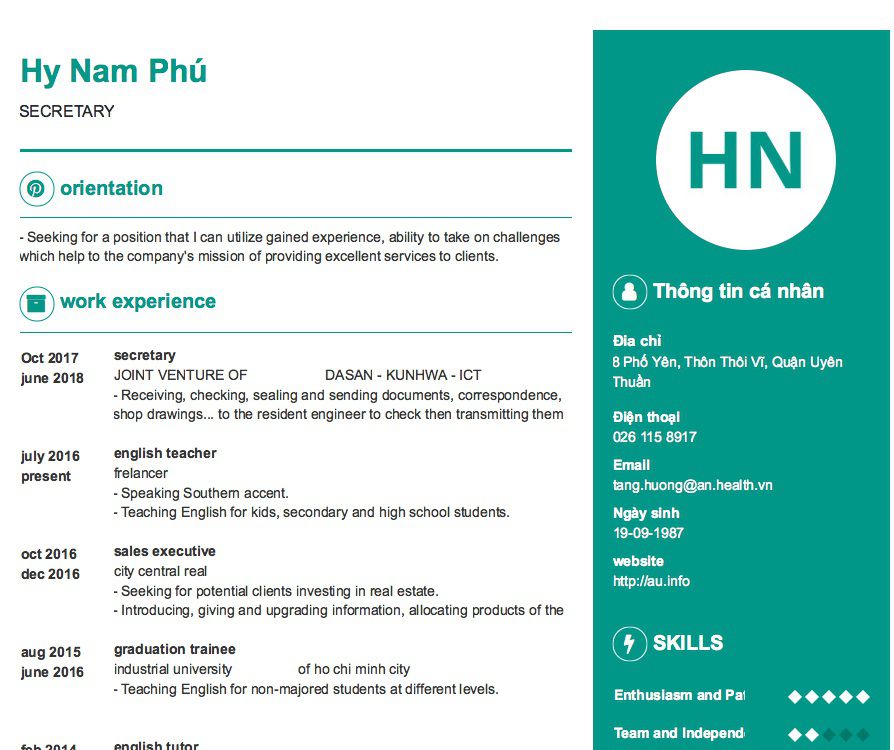 Hy Nam Phú
SECRETARY
orientation
- Seeking for a position that I can utilize gained experience, ability to take on challenges
which help to the company's mission of providing excellent services to clients.
work experience
Oct 2017
june 2018
secretary
JOINT VENTURE OF DASAN - KUNHWA - ICT
- Receiving, checking, sealing and sending documents, correspondence,
shop drawings... to the resident engineer to check then transmitting them
july 2016
present
english teacher
frelancer
- Speaking Southern accent.
- Teaching English for kids, secondary and high school students.
oct 2016
dec 2016
sales executive
city central real
- Seeking for potential clients investing in real estate.
- Introducing, giving and upgrading information, allocating products of the
aug 2015
june 2016
graduation trainee
industrial university of ho chi minh city
- Teaching English for non-majored students at different levels.
feb 2014
english tutor
HN
Thông tin cá nhân
Địa chỉ
8 Phố Yên, Thôn Thôi Vĩ, Quận Uyên
Thuần
Điện thoại
026 115 8917
Email
tang.huong@an.health.vn
Ngày sinh
19-09-1987
website
http://au.info
SKILLS
Enthusiasm and Pat
Team and Independ